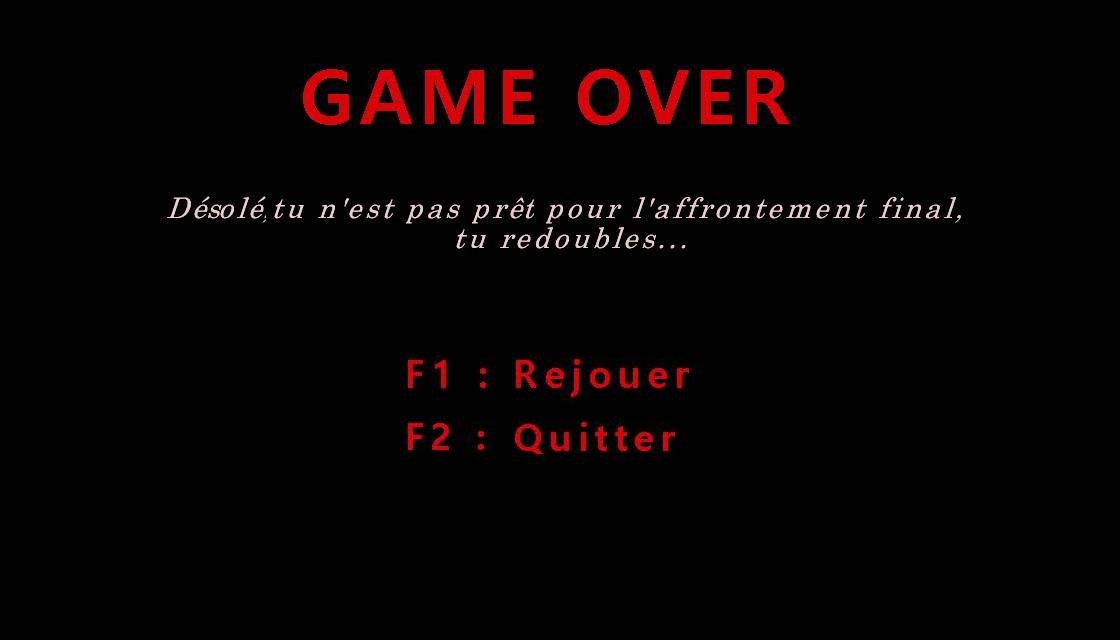 GAME OVER
Désolé,tu n'est pas prêt pour l'affrontement final,
tu redoubles...
F1 : Rejouer
F2 : Quitter